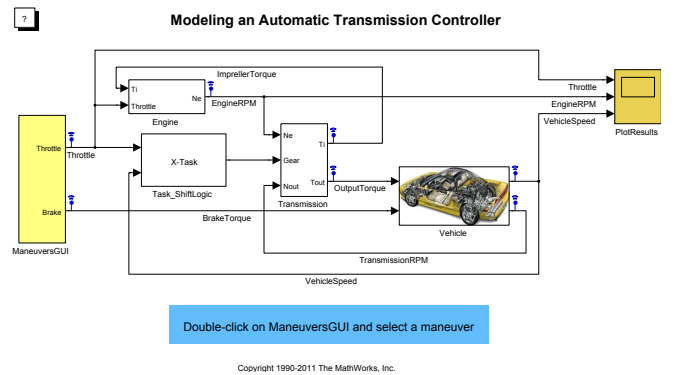 ?
Modeling an Automatic Transmission Controller
ImprellerTorque
Ti
Throttle
Ne
Engine
EngineRPM
Throttle
EngineRPM
VehicleSpeed
PlotResults
Throttle
Brake
ManeuversGUI
Throttle
X-Task
Task_ShiftLogic
Ne
Gear
Nout
Ti
Tout
Transmission
OutputTorque
BrakeTorque
Vehicle
TransmissionRPM
VehicleSpeed
Double-click on ManeuversGUI and select a maneuver
Copyright 1990-2011 The MathWorks, Inc.